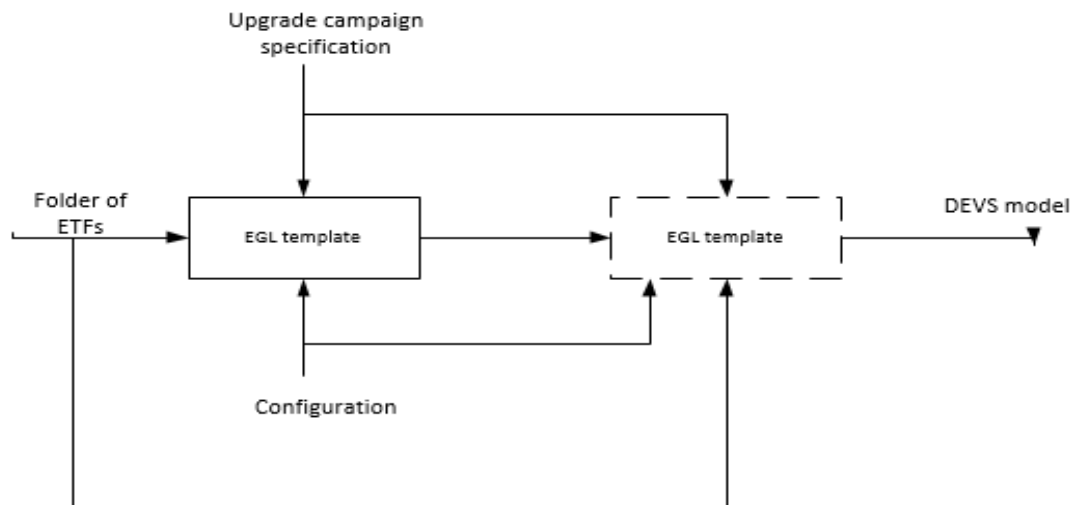 Upgrade campaign
specification
Folder of
ETFs
EGL template
EGL template
DEVS model
Configuration